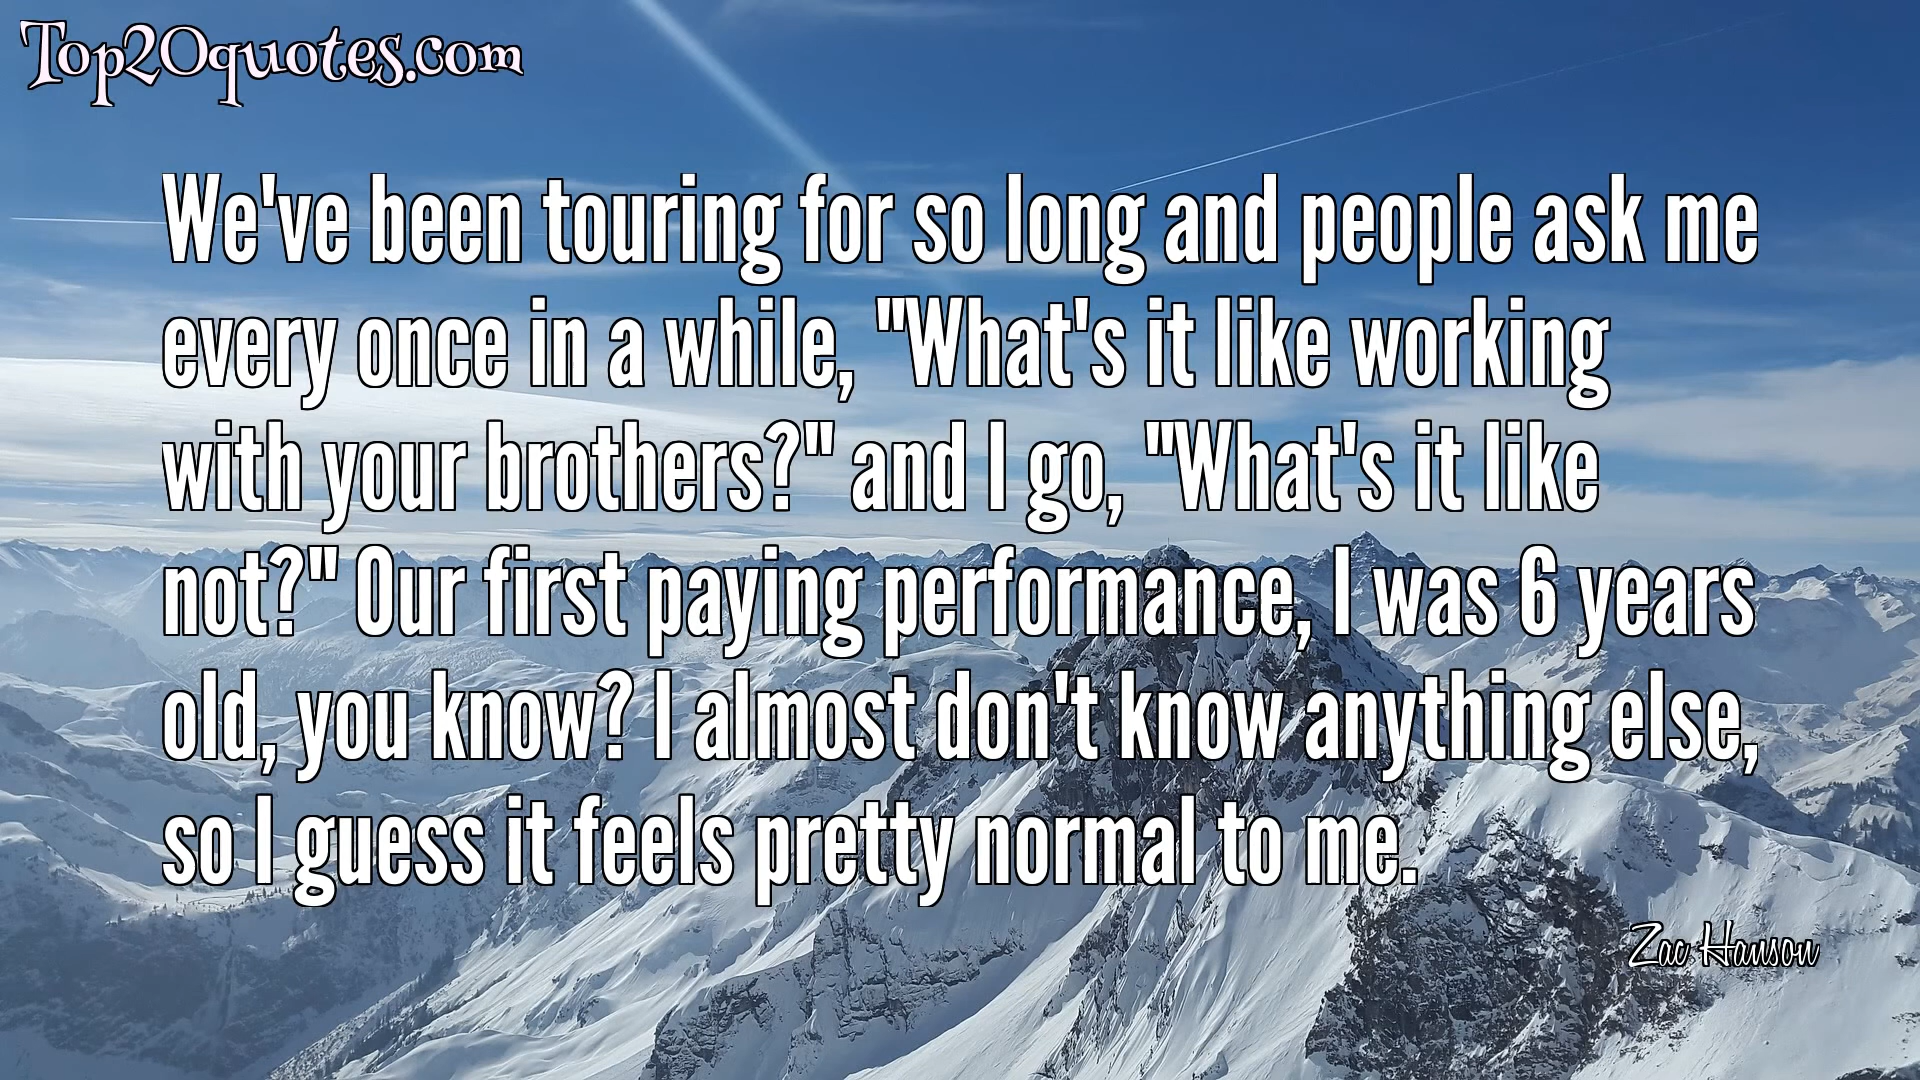 Top20quotes.com
We've been touring for so long and people ask me
every once in a while, "What's it like working
with your brothers?" and I go, "What's it like
not?" Our first paying performance, I was 6 years
old, you know? I almost don't know anything else,
so I guess it feels pretty normal to me.
Zac Hanson